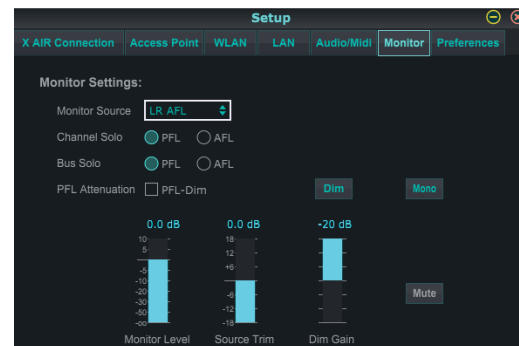 Setup
X AIR Connection Access Point WLAN LAN Audio/Midi Monitor Preferences
Monitor Settings:
Monitor Source LR AFL
Channel Solo PFL AFL
Bus Solo PFL AFL
PFL Attenuation PFL-Dim Dim Mono
0.0 dB 0.0 dB -20 dB
10 18
5 12
+6
-5
-10
-20 -6
-30 -12
-50
-oo -18
Mute
Monitor Level Source Trim Dim Gain